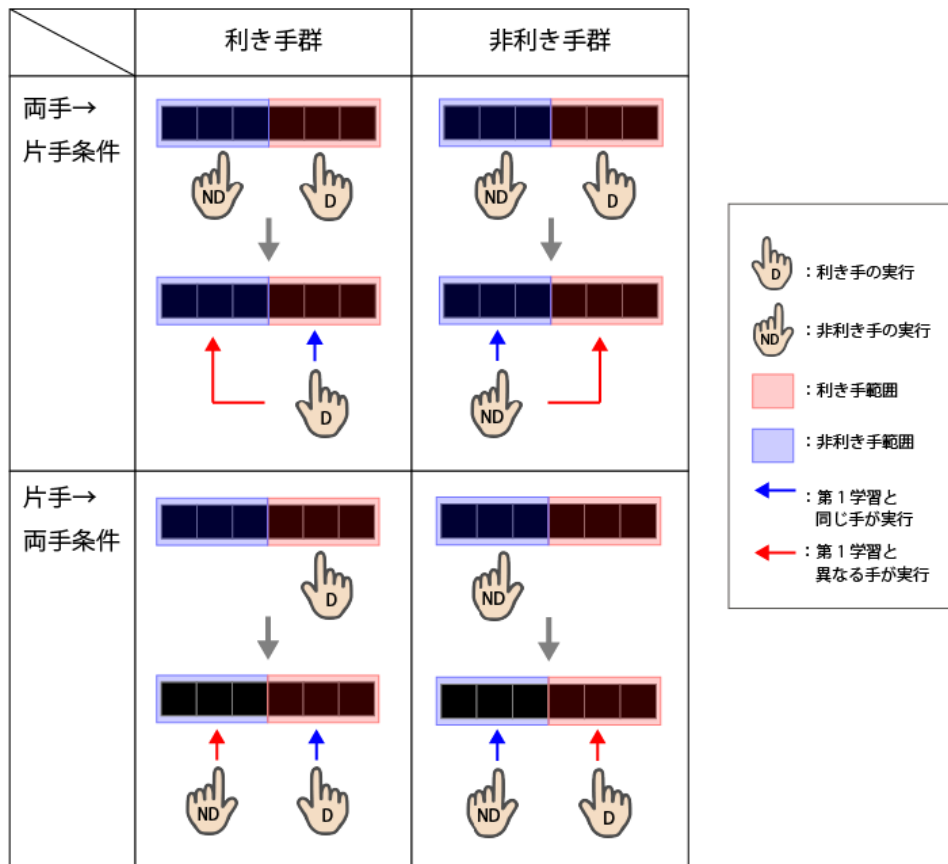 利き手群
非利き手群
両手→
片手条件
ND
D
ND
D
D
ND
片手→
両手条件
D
ND
ND
D
ND
D
D
：利き手の実行
ND
：非利き手の実行
：利き手範囲
：非利き手範囲
：第１学習と
同じ手が実行
：第１学習と
異なる手が実行